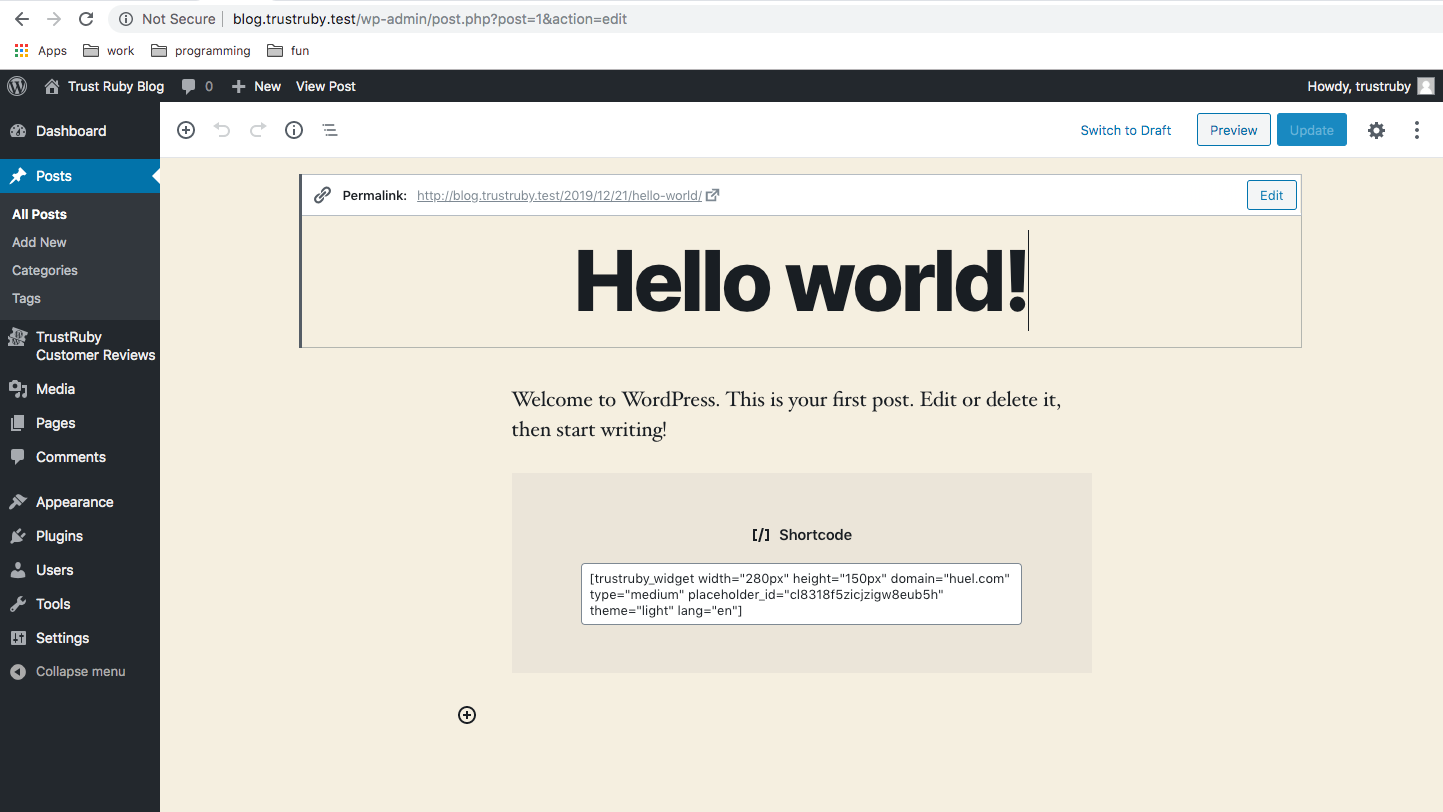 Not Secure | blog.trustruby.test/wp-admin/post.php?post=1&action=edit
Apps work programming fun
Trust Ruby Blog 0 New View Post Howdy, trustruby
Dashboard
Posts
All Posts
Add New
Categories
Tags
TrustRuby
Customer Reviews
Media
Pages
Comments
Appearance
Plugins
Users
Tools
Settings
Collapse menu
Switch to Draft Preview Update
Permalink: http://blog.trustruby.test/2019/12/21/hello-world/ Edit
Hello world!
Welcome to WordPress. This is your first post. Edit or delete it,
then start writing!
[/] Shortcode
[trustruby_widget width="280px" height="150px" domain="huel.com"
type="medium" placeholder_id="cl8318f5zicjzigw8eub5h"
theme="light" lang="en"]